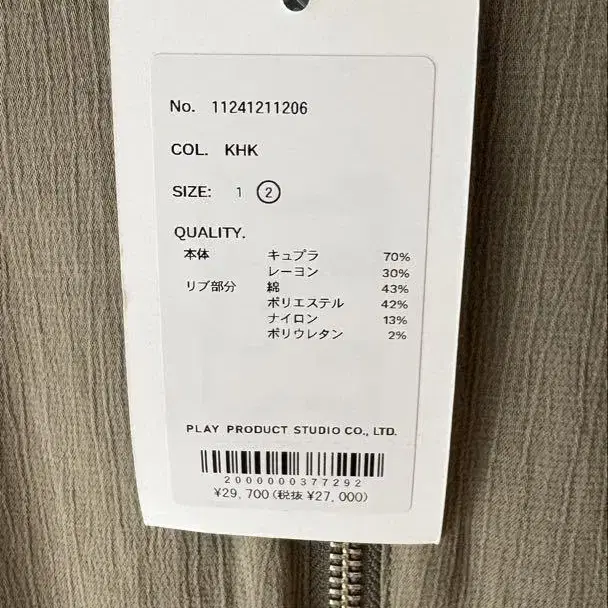 No. 11241211206
COL. KHK
SIZE: 1 2
QUALITY.
本体 キュプラ 70%
レーヨン 30%
リブ部分 綿 43%
ポリエステル 42%
ナイロン 13%
ポリウレタン 2%
PLAY PRODUCT STUDIO CO., LTD.
2000000377292
¥29,700(税抜 ¥27,000)